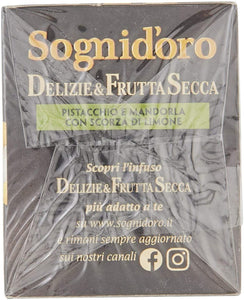 Sognid'oro
DELIZIE & FRUTTA SECCA
PISTACCHIO E MANDORLA
CON SCORZA DI LIMONE
Scopri l'infuso
DELIZIE & FRUTTA SECCA
più adatto a te
su www.sognidoro.it
e rimani sempre aggiornato
sui nostri canali